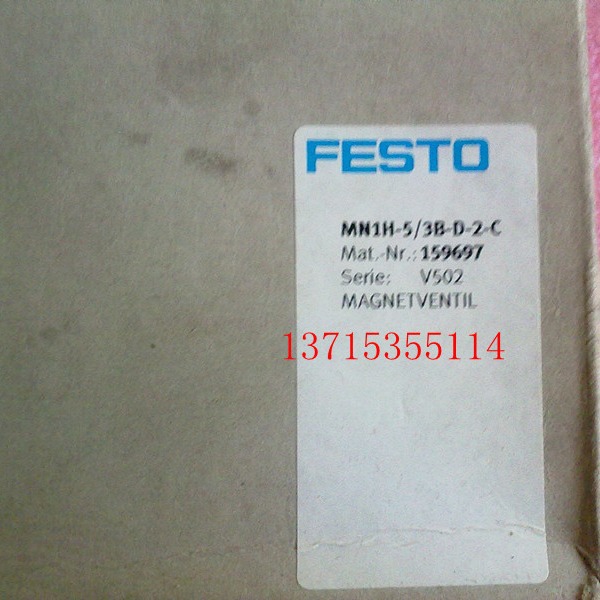 FESTO
MN1H-5/3B-D-2-C
Mat.-Nr.: 159697
Serie: V502
MAGNETVENTIL
13715355114